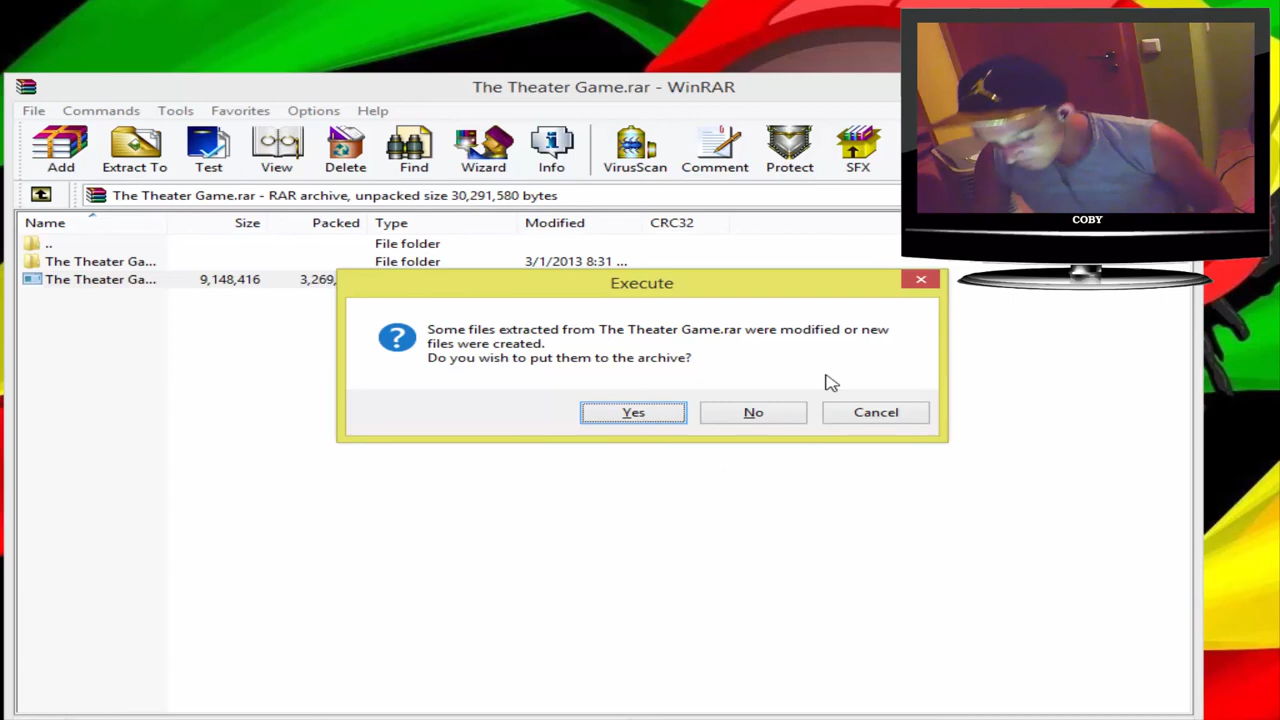 The Theater Game.rar - WinRAR
File Commands Tools Favorites Options Help
Add Extract To Test View Delete Find Wizard Info VirusScan Comment Protect SFX
The Theater Game.rar - RAR archive, unpacked size 30,291,580 bytes
Name Size Packed Type Modified CRC32
.. File folder
The Theater Ga... File folder 3/1/2013 8:31 ...
The Theater Ga... 9,148,416 3,269,
Execute
Some files extracted from The Theater Game.rar were modified or new
files were created.
Do you wish to put them to the archive?
Yes No Cancel
COBY